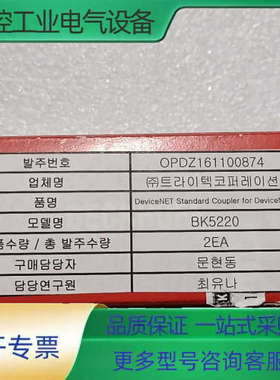 控工业电气设备
발주번호 OPDZ161100874
업체명 ㈜트라이텍코퍼레이션
품명 DeviceNET Standard Coupler for Device
모델명 BK5220
품수량 / 총 발주수량 2EA
구매담당자 문현동
담당연구원 최유나
品质保证 一站式采
于专票
更多型号咨询客服